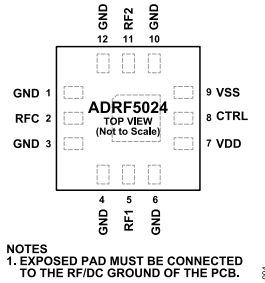 GND
RF2
GND
12
11
10
GND 1
ADRF5024
9 VSS
RFC 2
TOP VIEW
(Not to Scale)
8 CTRL
GND 3
7 VDD
4
5
6
GND
RF1
GND
NOTES
1. EXPOSED PAD MUST BE CONNECTED
TO THE RF/DC GROUND OF THE PCB.
004